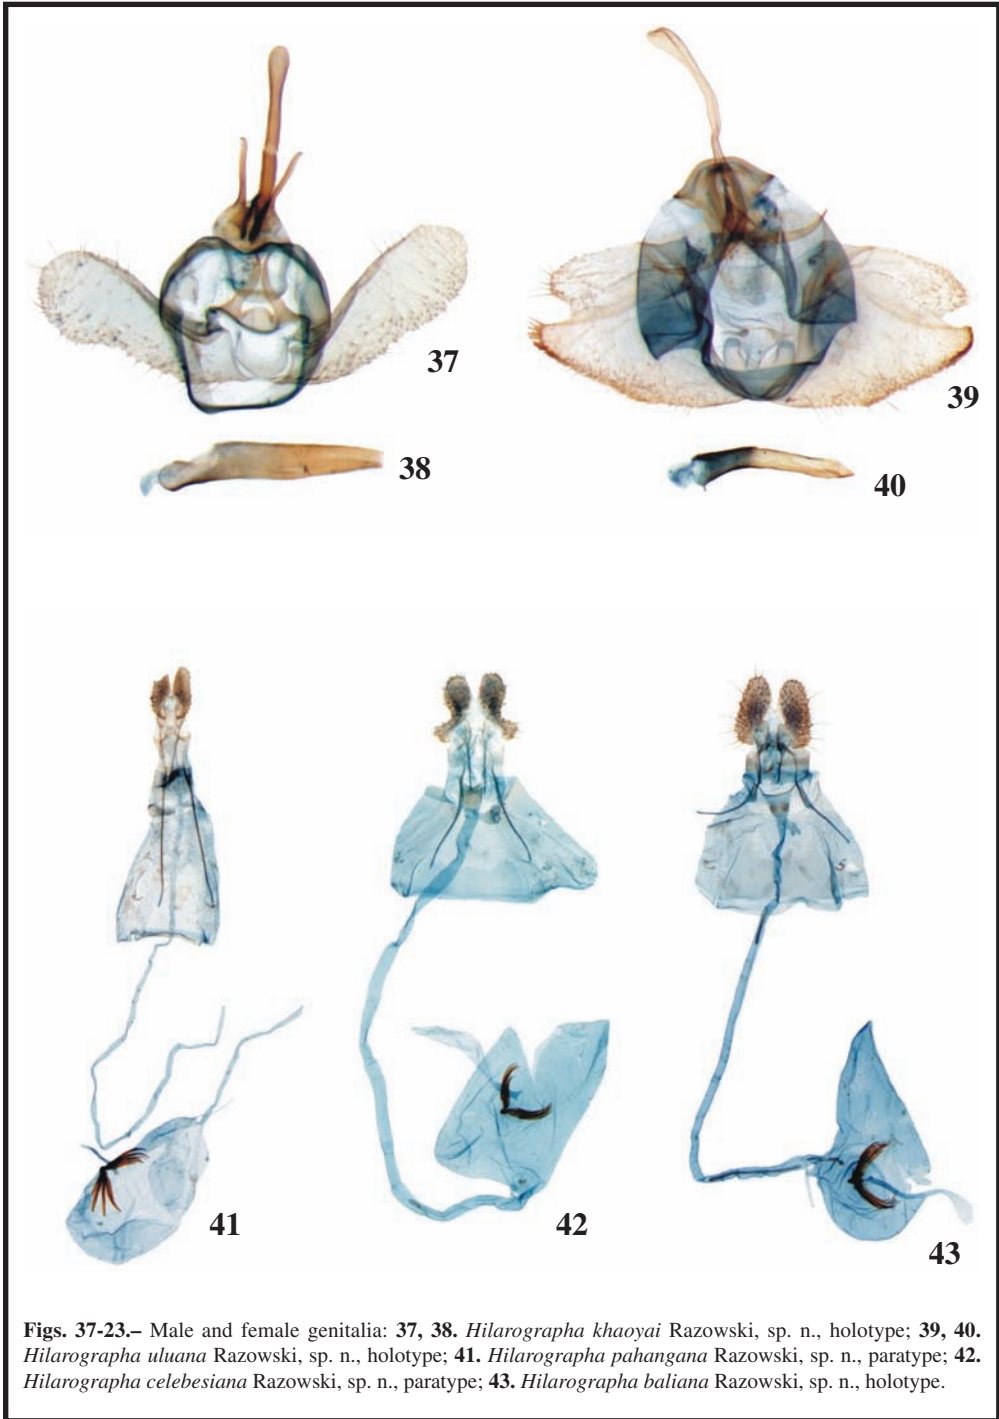 37
39
38
40
41
42
43
Figs. 37-23.– Male and female genitalia: 37, 38. Hilarographa khaoyai Razowski, sp. n., holotype; 39, 40.
Hilarographa uluana Razowski, sp. n., holotype; 41. Hilarographa pahangana Razowski, sp. n., paratype; 42.
Hilarographa celebesiana Razowski, sp. n., paratype; 43. Hilarographa baliana Razowski, sp. n., holotype.